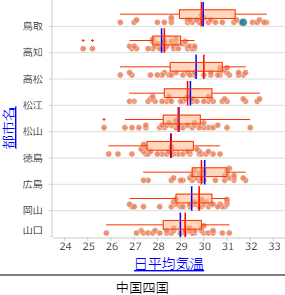 都市名
鳥取
高知
高松
松江
松山
徳島
広島
岡山
山口
24 25 26 27 28 29 30 31 32 33
日平均気温
中国四国